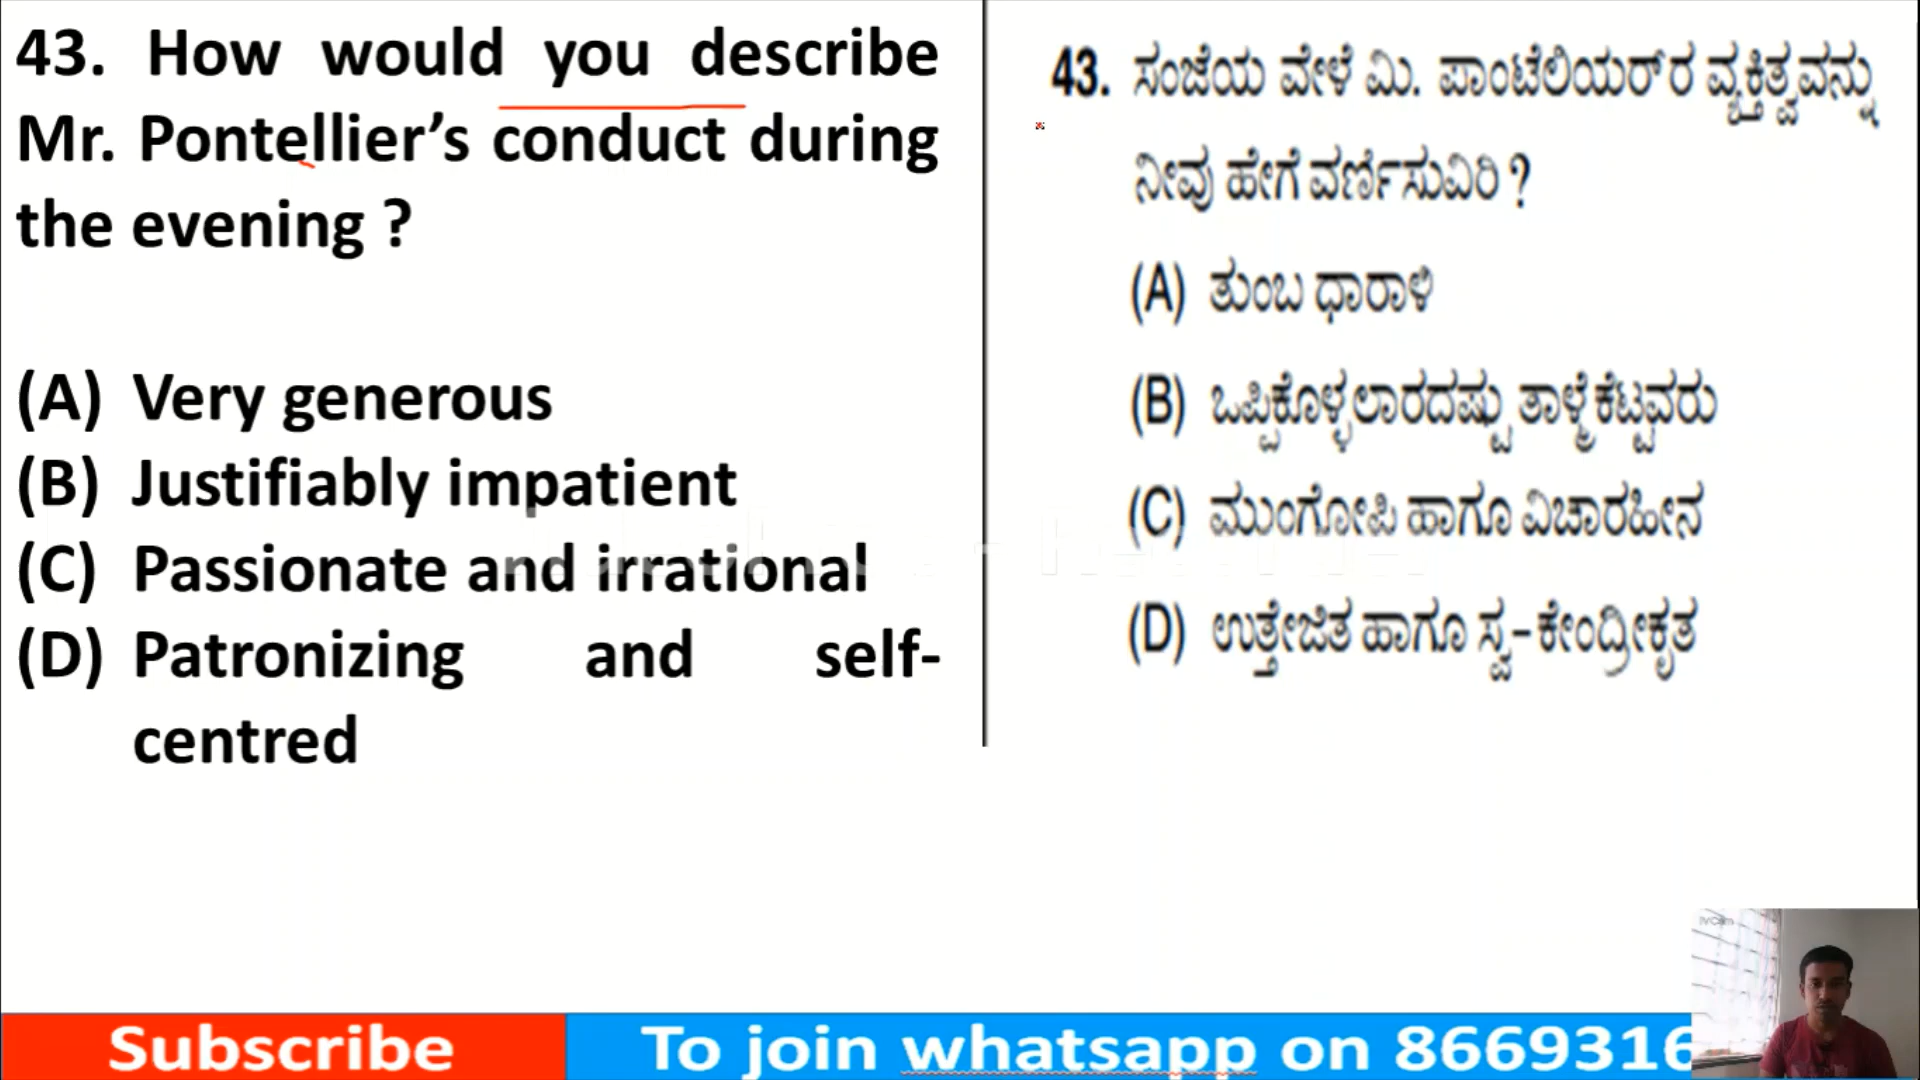 43. How would you describe
Mr. Pontellier’s conduct during
the evening ?
(A) Very generous
(B) Justifiably impatient
(C) Passionate and irrational
(D) Patronizing and self-
centred
43. ಸಂಜೆಯ ವೇಳೆ ಮಿ. ಪಾಂಟೆಲಿಯರ್‌ರ ವ್ಯಕ್ತಿತ್ವವನ್ನು
ನೀವು ಹೇಗೆ ವರ್ಣಿಸುವಿರಿ ?
(A) ತುಂಬ ಧಾರಾಳಿ
(B) ಒಪ್ಪಿಕೊಳ್ಳಲಾರದಷ್ಟು ತಾಳ್ಮೆಕೆಟ್ಟವರು
(C) ಮುಂಗೋಪಿ ಹಾಗೂ ವಿಚಾರಹೀನ
(D) ಉತ್ತೇಜಿತ ಹಾಗೂ ಸ್ವ-ಕೇಂದ್ರೀಕೃತ
Subscribe
To join whatsapp on 8669316